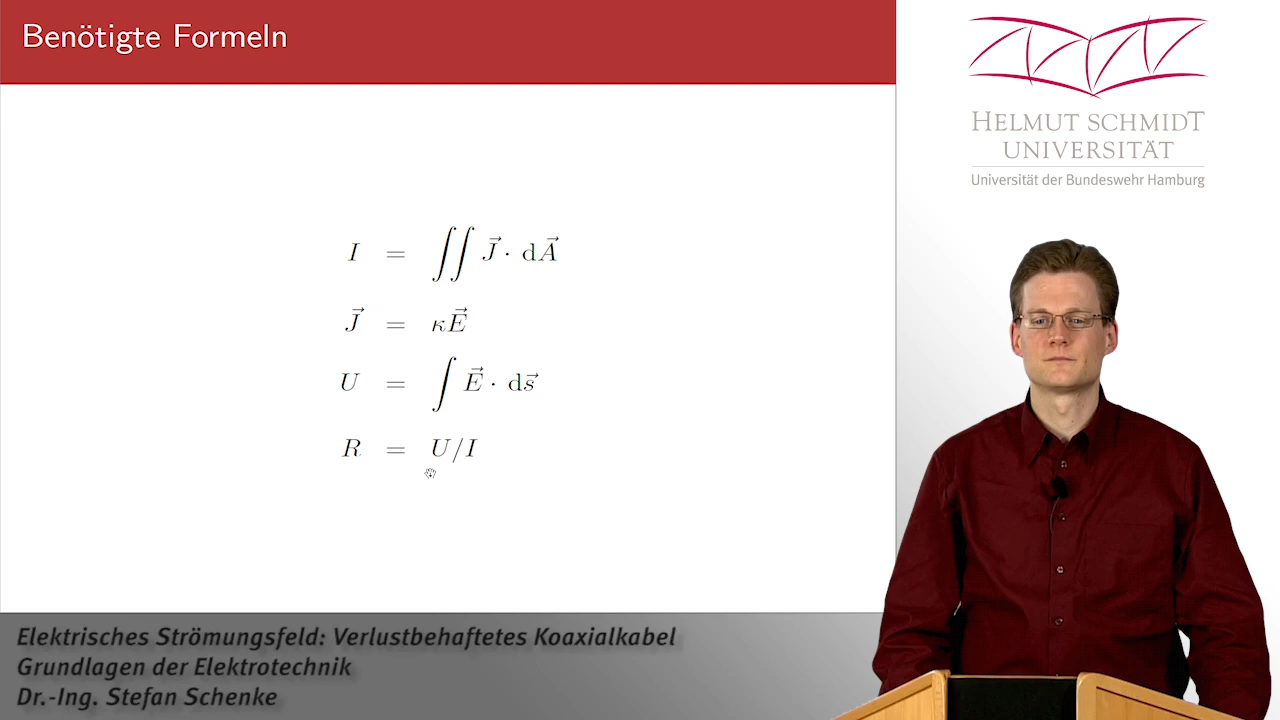 Benötigte Formeln
I = ∬ J⃗ · dA⃗
J⃗ = κE⃗
U = ∫ E⃗ · ds⃗
R = U/I
HELMUT SCHMIDT
UNIVERSITÄT
Universität der Bundeswehr Hamburg
Elektrisches Strömungsfeld: Verlustbehaftetes Koaxialkabel
Grundlagen der Elektrotechnik
Dr.-Ing. Stefan Schenke